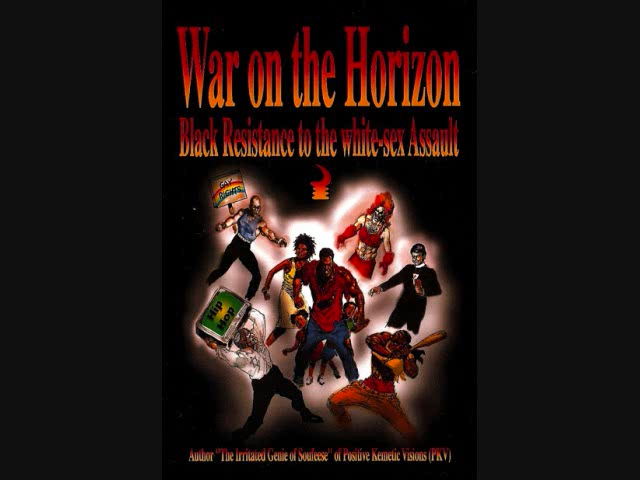 War on the Horizon
Black Resistance to the white-sex Assault
GAY
RIGHTS
Hip
Hop
Author "The Irritated Genie of Soufeese" of Positive Kemetic Visions (PKV)